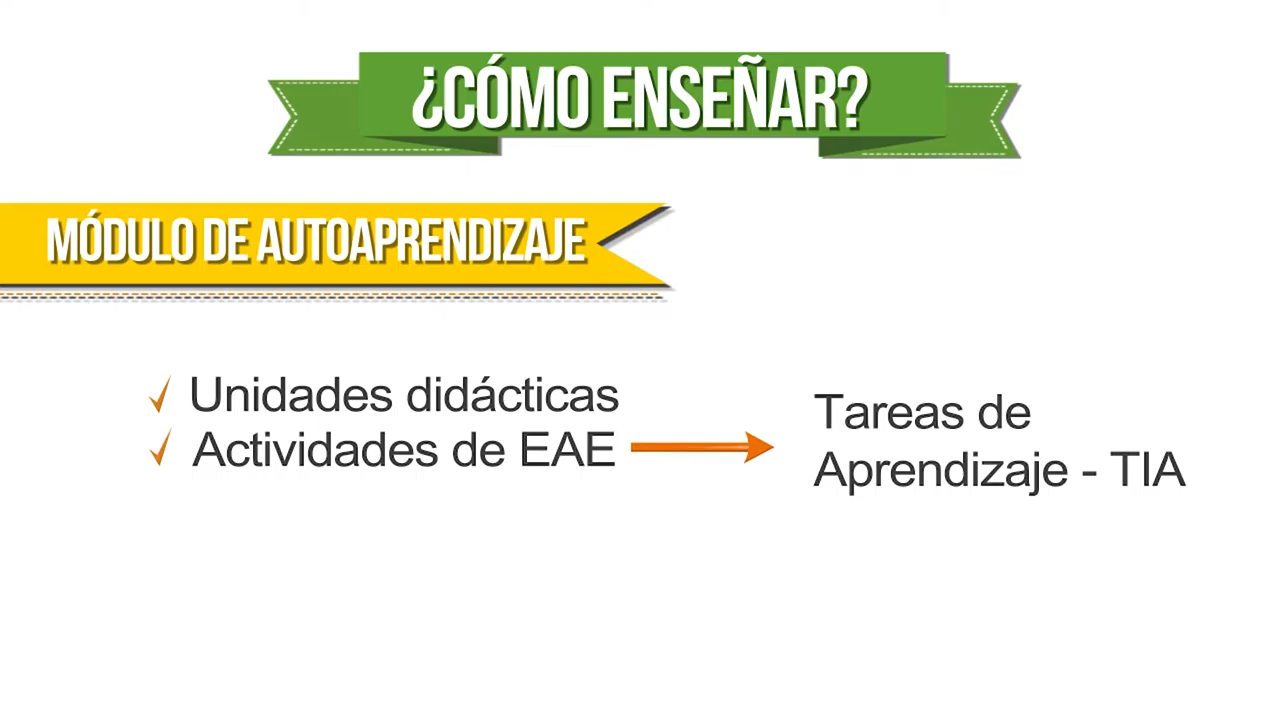 ¿CÓMO ENSEÑAR?
MÓDULO DE AUTOAPRENDIZAJE
Unidades didácticas
Actividades de EAE
Tareas de
Aprendizaje - TIA